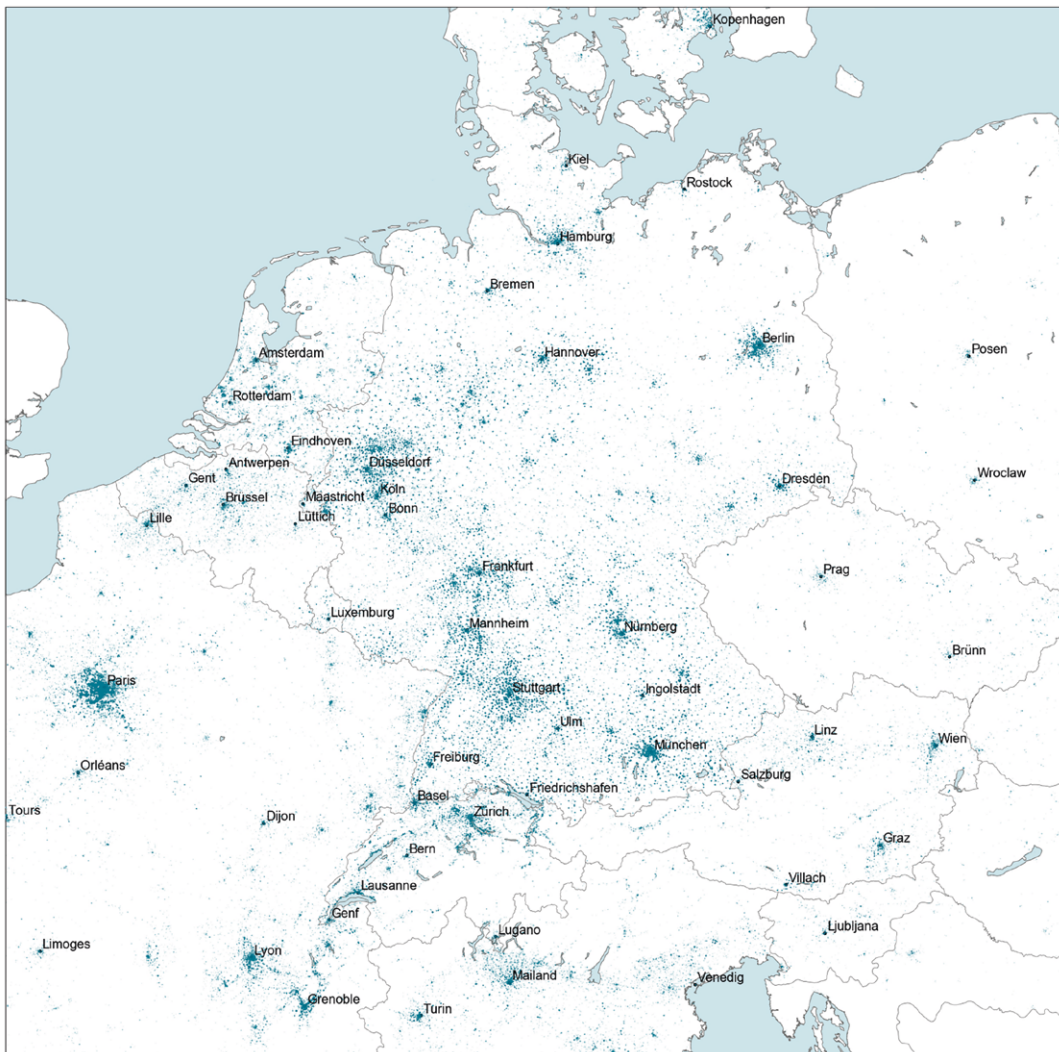 Kopenhagen
Kiel
Rostock
Hamburg
Bremen
Amsterdam
Hannover
Berlin
Posen
Rotterdam
Eindhoven
Antwerpen
Düsseldorf
Gent
Brüssel
Maastricht
Köln
Dresden
Wroclaw
Lille
Lüttich
Bonn
Frankfurt
Prag
Luxemburg
Mannheim
Nürnberg
Brünn
Paris
Stuttgart
Ingolstadt
Ulm
München
Linz
Wien
Orléans
Freiburg
Friedrichshafen
Salzburg
Tours
Dijon
Basel
Zürich
Bern
Graz
Lausanne
Villach
Genf
Limoges
Lyon
Lugano
Ljubljana
Mailand
Venedig
Grenoble
Turin